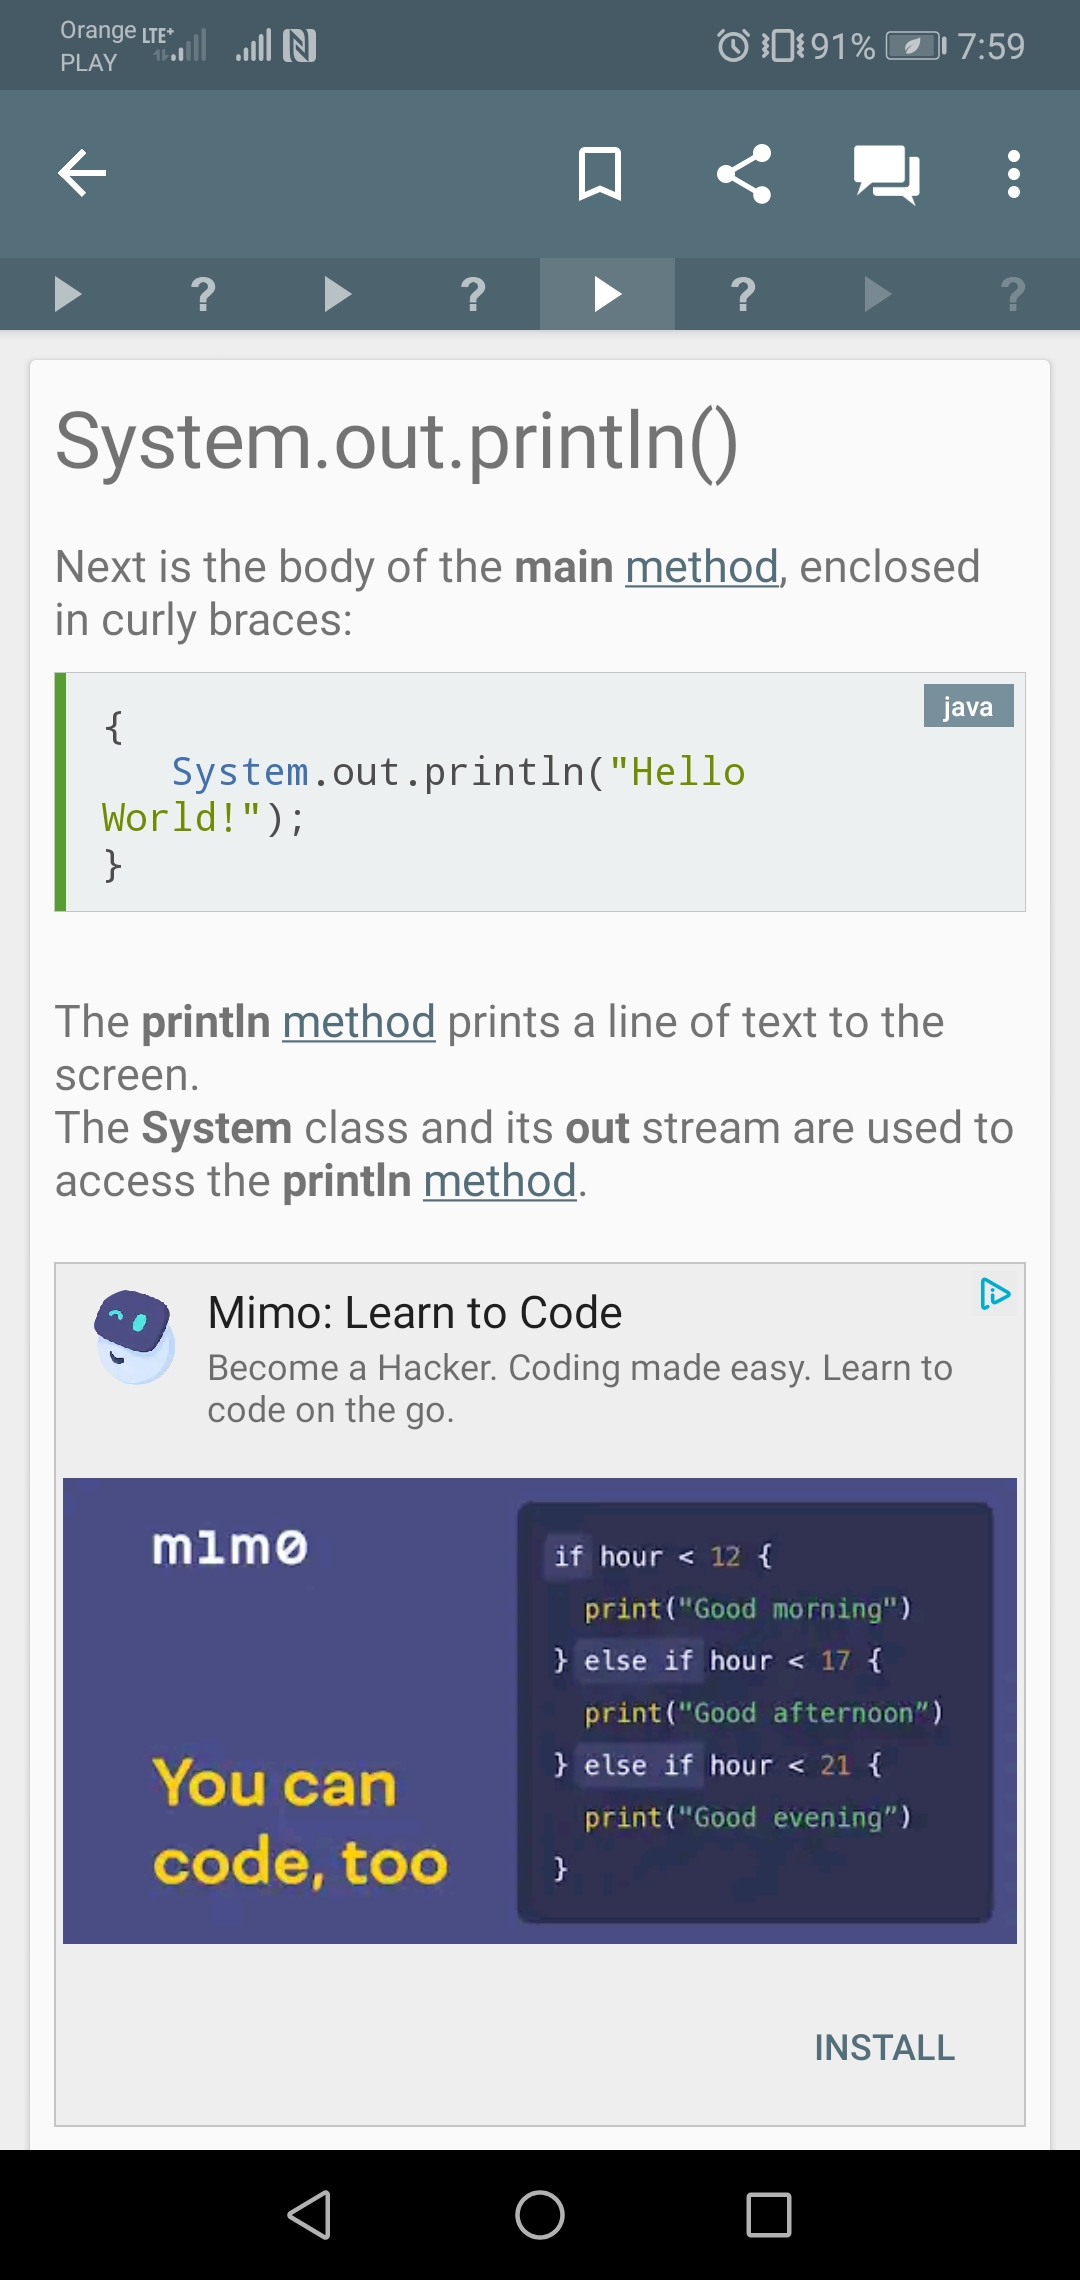 Orange LTE+
PLAY
91% 7:59
? ? ? ?
System.out.println()
Next is the body of the main method, enclosed
in curly braces:
java
{
System.out.println("Hello
World!");
}
The println method prints a line of text to the
screen.
The System class and its out stream are used to
access the println method.
Mimo: Learn to Code
Become a Hacker. Coding made easy. Learn to
code on the go.
m1m0
You can
code, too
if hour < 12 {
print("Good morning")
} else if hour < 17 {
print("Good afternoon")
} else if hour < 21 {
print("Good evening")
}
INSTALL